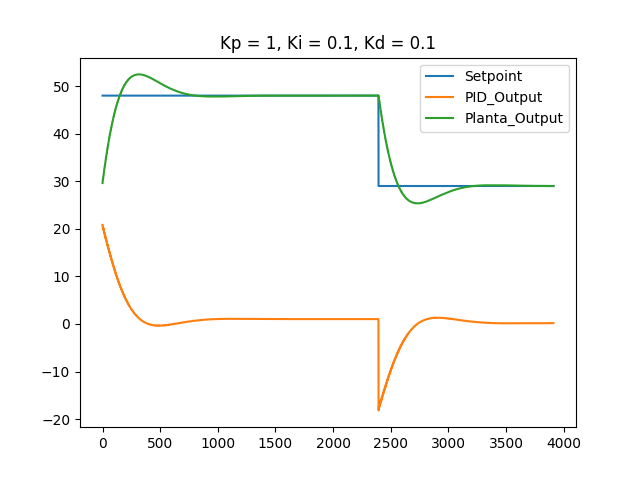 Kp = 1, Ki = 0.1, Kd = 0.1
Setpoint
PID_Output
Planta_Output
50
40
30
20
10
0
−10
−20
0 500 1000 1500 2000 2500 3000 3500 4000